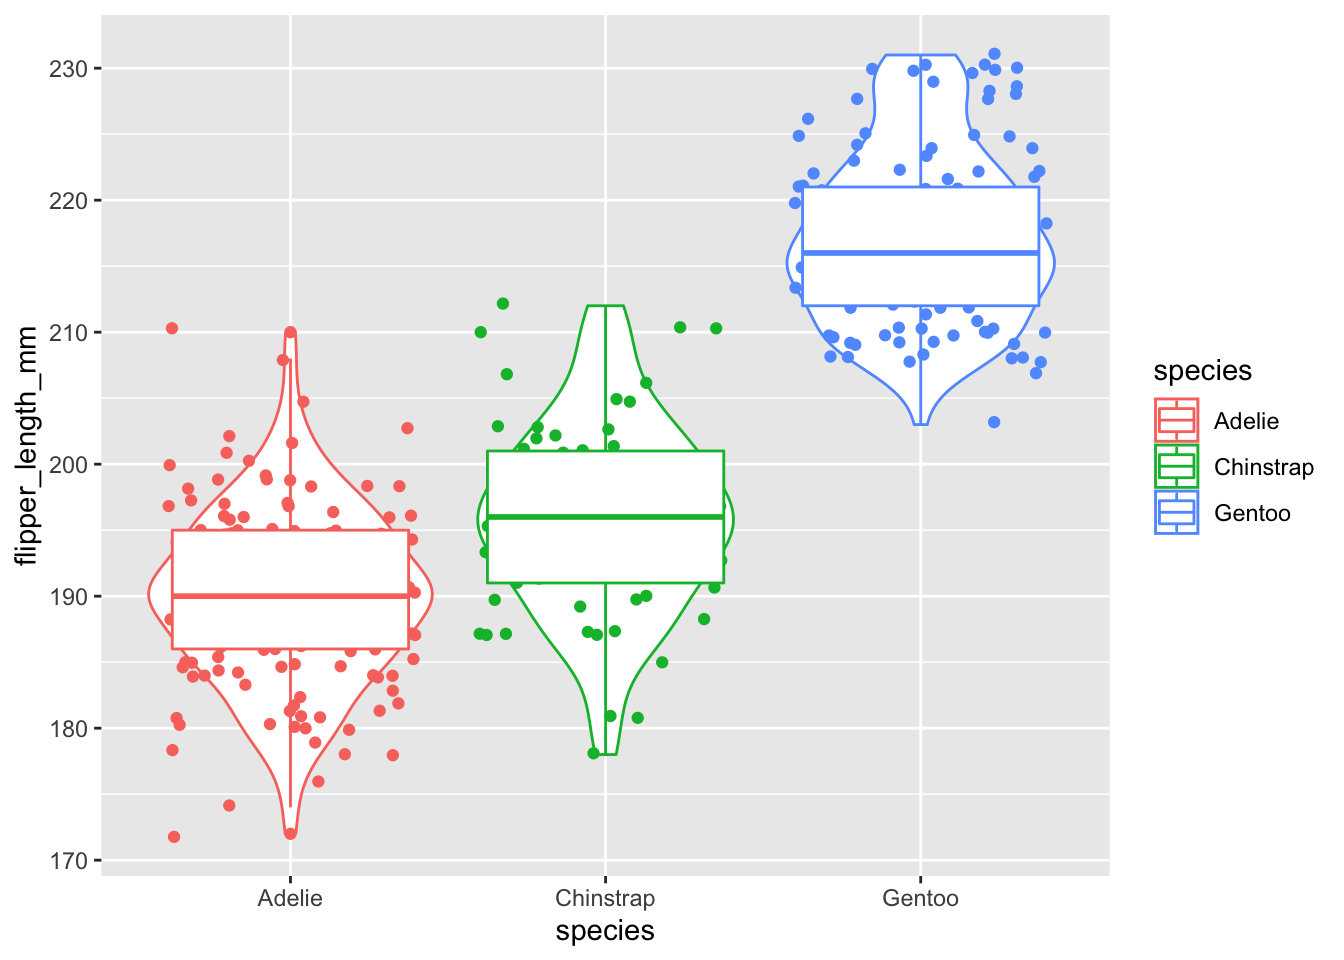 flipper_length_mm
230
220
210
200
190
180
170
Adelie
Chinstrap
Gentoo
species
species
Adelie
Chinstrap
Gentoo